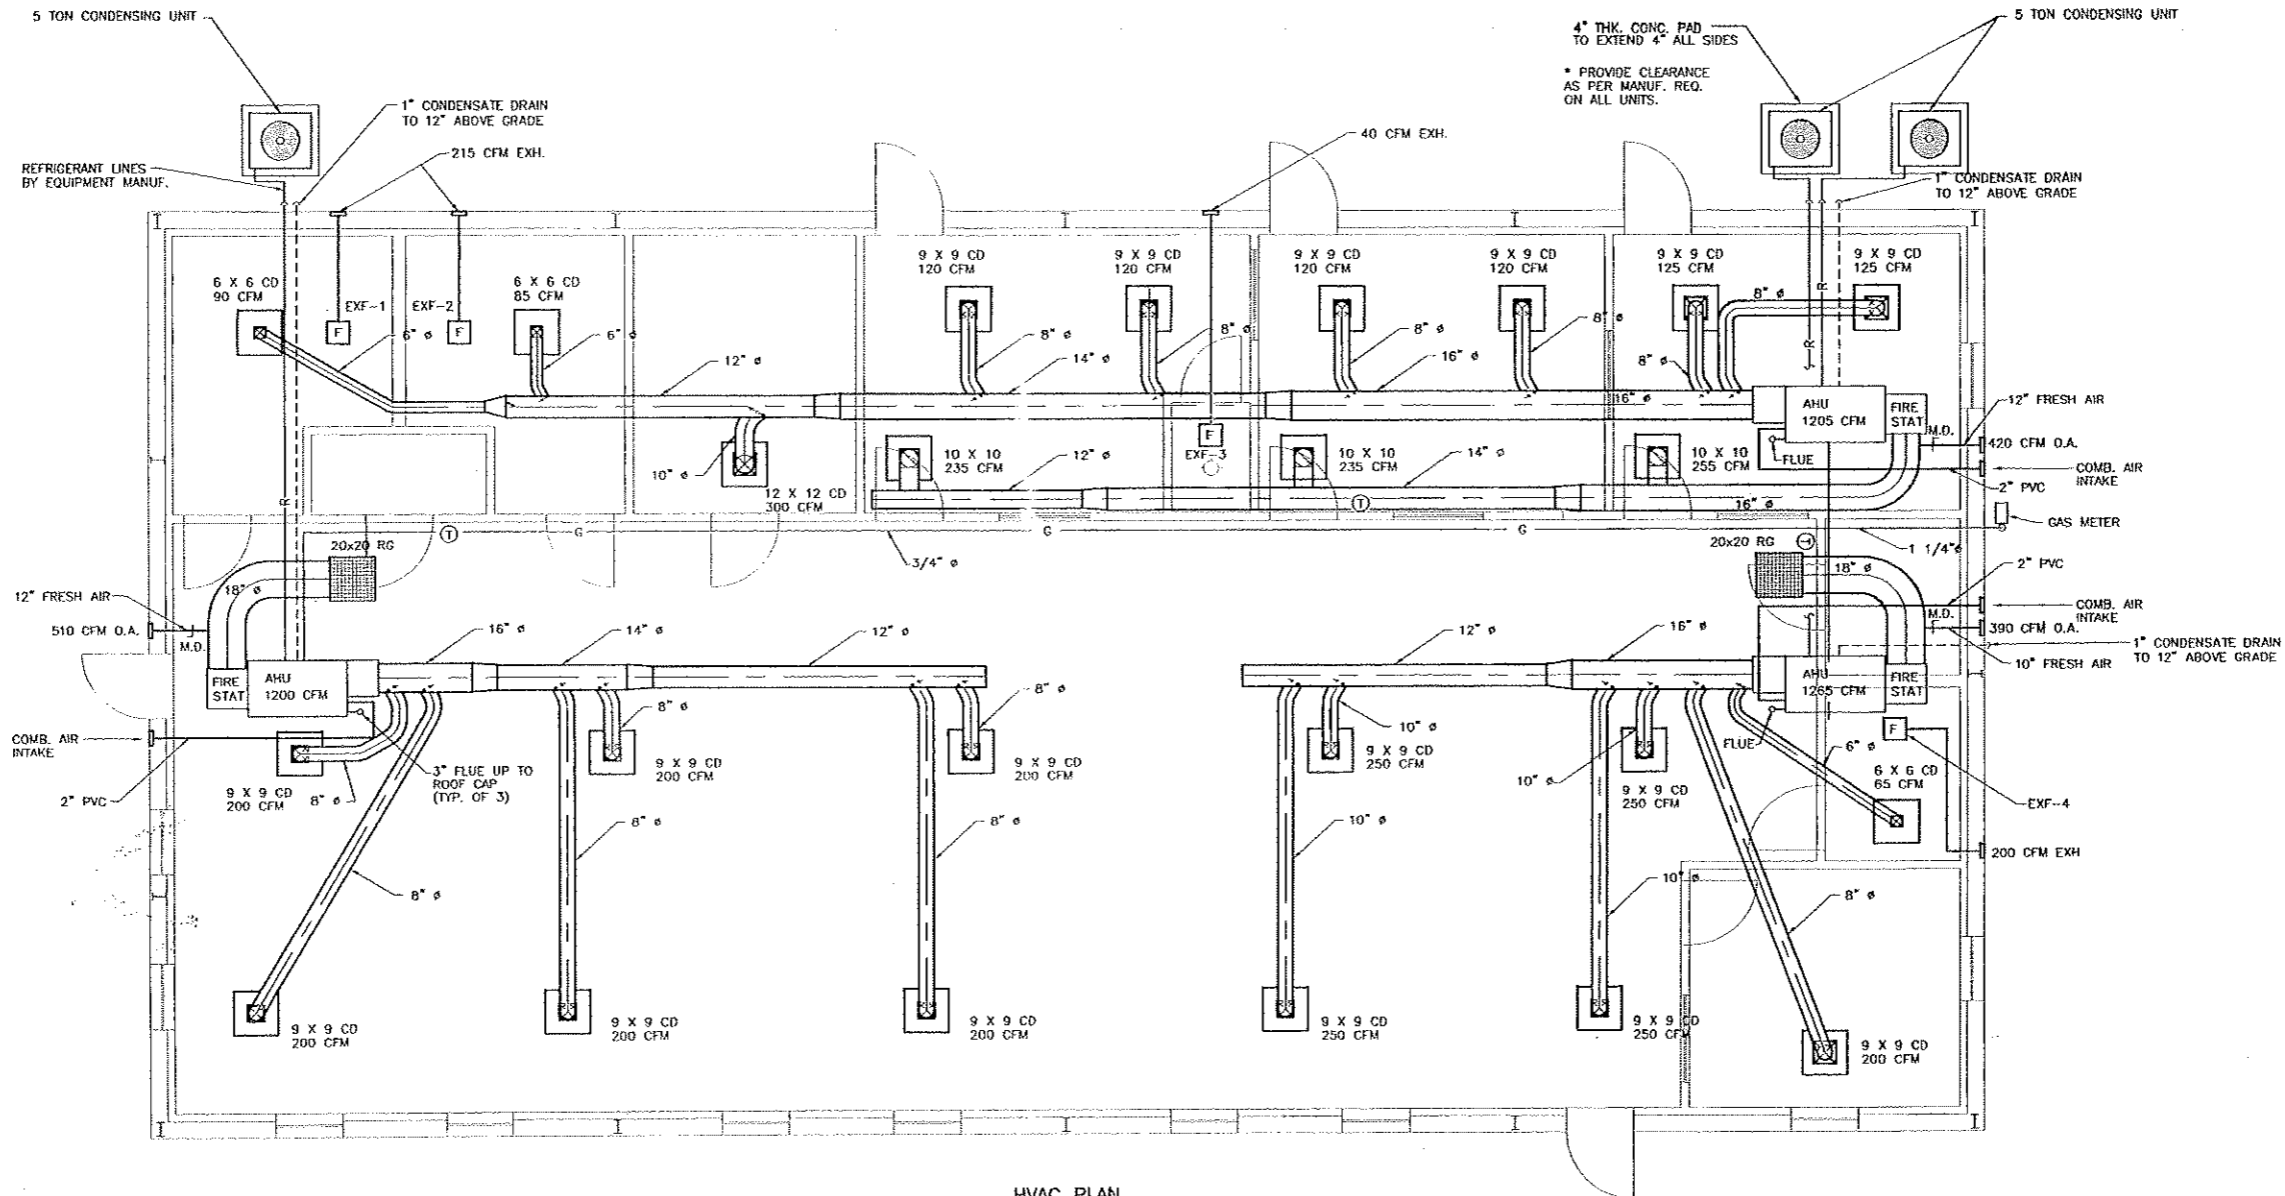 5 TON CONDENSING UNIT
4" THK. CONC. PAD
TO EXTEND 4" ALL SIDES
* PROVIDE CLEARANCE
AS PER MANUF. REQ.
ON ALL UNITS.
5 TON CONDENSING UNIT
1" CONDENSATE DRAIN
TO 12" ABOVE GRADE
215 CFM EXH.
40 CFM EXH.
REFRIGERANT LINES
BY EQUIPMENT MANUF.
1" CONDENSATE DRAIN
TO 12" ABOVE GRADE
6 X 6 CD
90 CFM
EXF-1
F
EXF-2
F
6 X 6 CD
85 CFM
9 X 9 CD
120 CFM
9 X 9 CD
120 CFM
9 X 9 CD
120 CFM
9 X 9 CD
120 CFM
9 X 9 CD
125 CFM
9 X 9 CD
125 CFM
8" ø
R
R
6" ø
6" ø
12" ø
8" ø
14" ø
8" ø
8" ø
16" ø
8" ø
8" ø
16" ø
AHU
1205 CFM
FIRE
STAT
12" FRESH AIR
M.D.
420 CFM O.A.
FLUE
COMB. AIR
INTAKE
2" PVC
10" ø
12 X 12 CD
300 CFM
10 X 10
235 CFM
12" ø
F
EXF-3
10 X 10
235 CFM
14" ø
10 X 10
255 CFM
16" ø
T
R
GAS METER
T
G
G
G
3/4" ø
1 1/4" ø
20x20 RG
18" ø
20x20 RG
T
18" ø
2" PVC
COMB. AIR
INTAKE
M.D.
390 CFM O.A.
10" FRESH AIR
1" CONDENSATE DRAIN
TO 12" ABOVE GRADE
12" FRESH AIR
510 CFM O.A.
M.D.
16" ø
14" ø
12" ø
12" ø
16" ø
FIRE
STAT
AHU
1200 CFM
AHU
1265 CFM
FIRE
STAT
COMB. AIR
INTAKE
2" PVC
9 X 9 CD
200 CFM
8" ø
3" FLUE UP TO
ROOF CAP
(TYP. OF 3)
8" ø
9 X 9 CD
200 CFM
8" ø
9 X 9 CD
200 CFM
10" ø
9 X 9 CD
250 CFM
10" ø
9 X 9 CD
250 CFM
FLUE
F
6" ø
6 X 6 CD
65 CFM
EXF-4
200 CFM EXH
8" ø
8" ø
8" ø
10" ø
10" ø
8" ø
9 X 9 CD
200 CFM
9 X 9 CD
200 CFM
9 X 9 CD
200 CFM
9 X 9 CD
250 CFM
9 X 9 CD
250 CFM
9 X 9 CD
200 CFM
HVAC PLAN